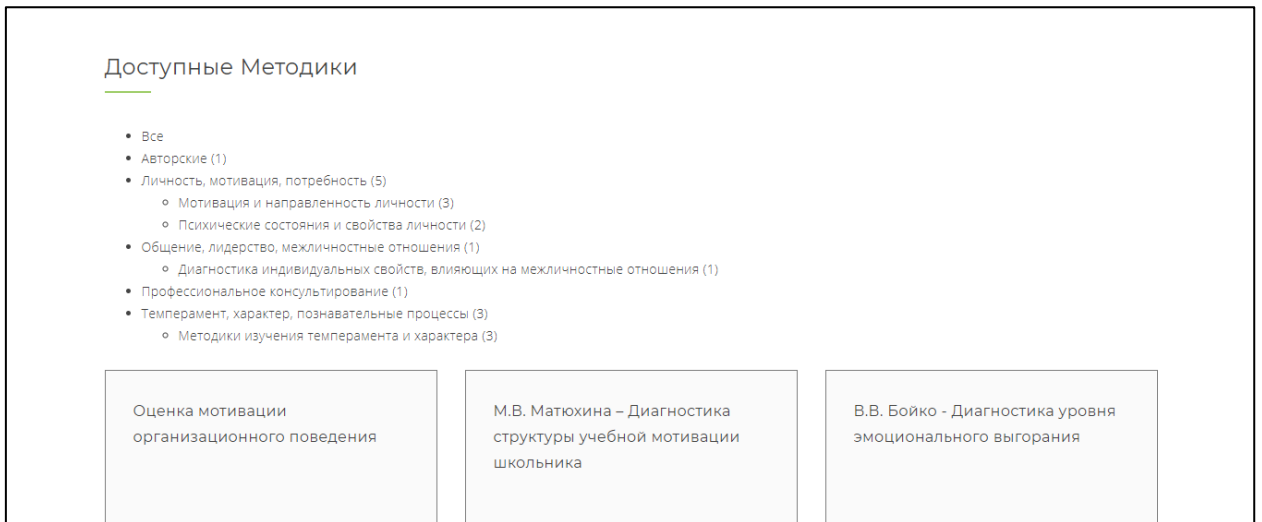 Доступные Методики
Все
Авторские (1)
Личность, мотивация, потребность (5)
Мотивация и направленность личности (3)
Психические состояния и свойства личности (2)
Общение, лидерство, межличностные отношения (1)
Диагностика индивидуальных свойств, влияющих на межличностные отношения (1)
Профессиональное консультирование (1)
Темперамент, характер, познавательные процессы (3)
Методики изучения темперамента и характера (3)
Оценка мотивации
организационного поведения
М.В. Матюхина – Диагностика
структуры учебной мотивации
школьника
В.В. Бойко - Диагностика уровня
эмоционального выгорания